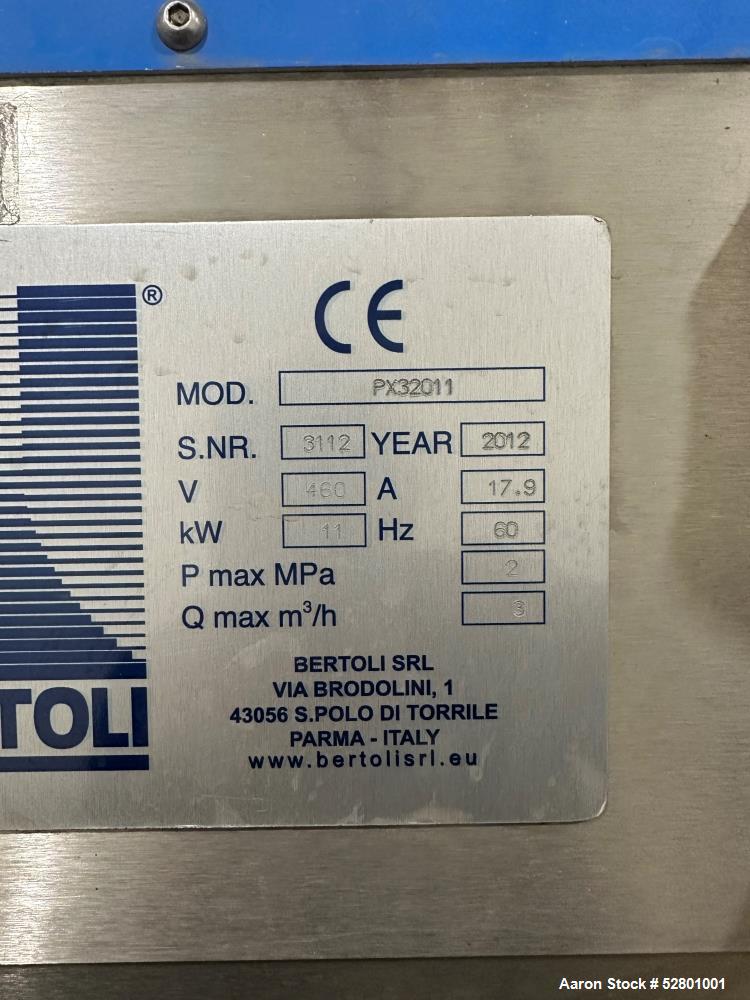 ®
CE
MOD. PX32011
S.NR. 3112 YEAR 2012
V 460 A 17.9
kW 11 Hz 60
P max MPa 2
Q max m³/h 3
TOLI
BERTOLI SRL
VIA BRODOLINI, 1
43056 S.POLO DI TORRILE
PARMA - ITALY
www.bertolisrl.eu
Aaron Stock # 52801001